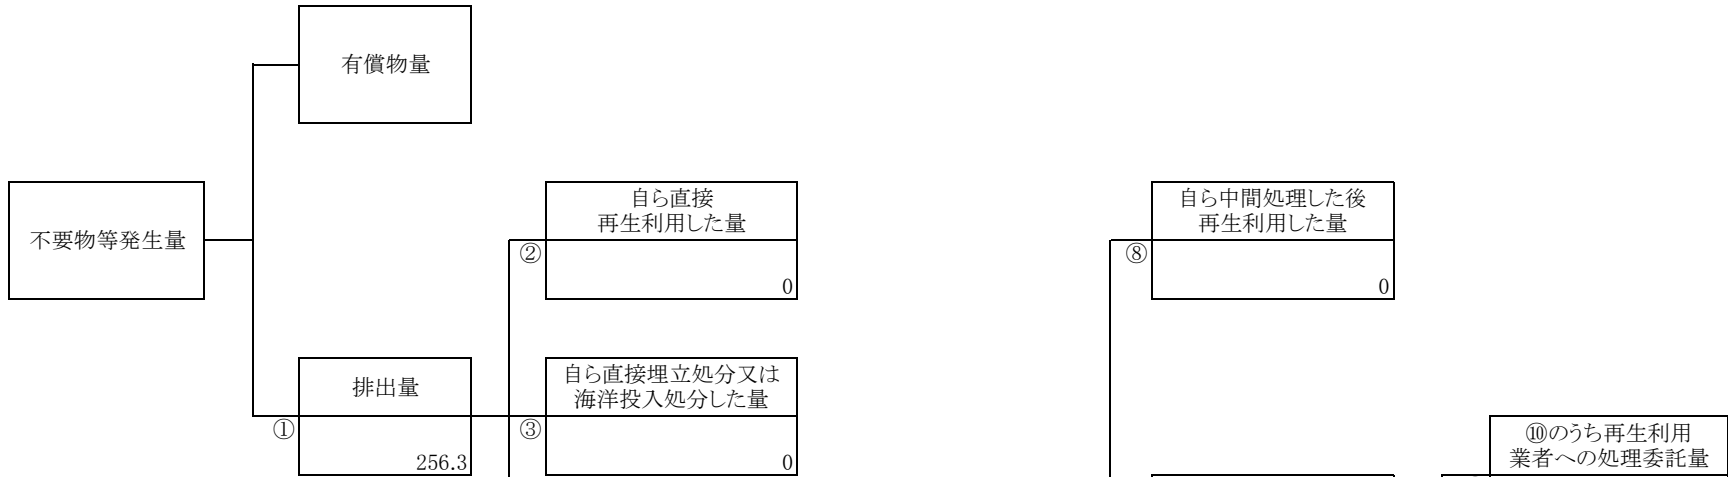 有償物量
不要物等発生量
自ら直接
再生利用した量
②
0
自ら中間処理した後
再生利用した量
⑧
0
排出量
①
256.3
自ら直接埋立処分又は
海洋投入処分した量
③
0
⑩のうち再生利用
業者への処理委託量